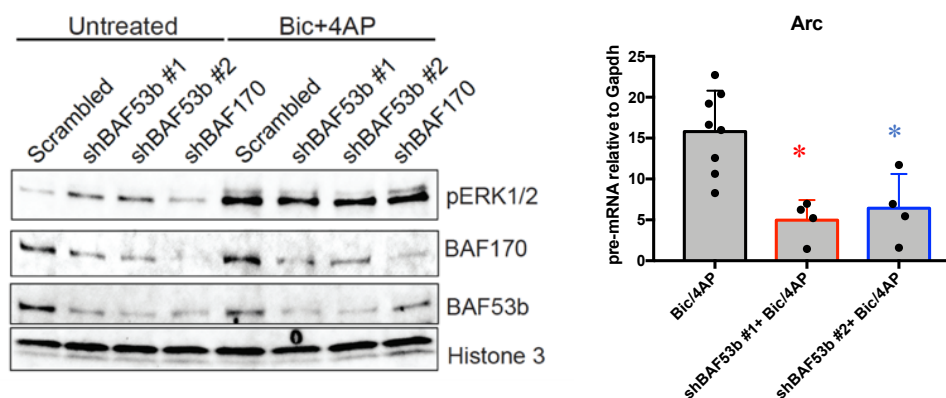 Untreated Bic+4AP
Scrambled
shBAF53b #1
shBAF53b #2
shBAF170
Scrambled
shBAF53b #1
shBAF53b #2
shBAF170
pERK1/2
BAF170
BAF53b
Histone 3
Arc
pre-mRNA relative to Gapdh
25
20
15
10
5
0
*
*
Bic/4AP
shBAF53b #1+ Bic/4AP
shBAF53b #2+ Bic/4AP